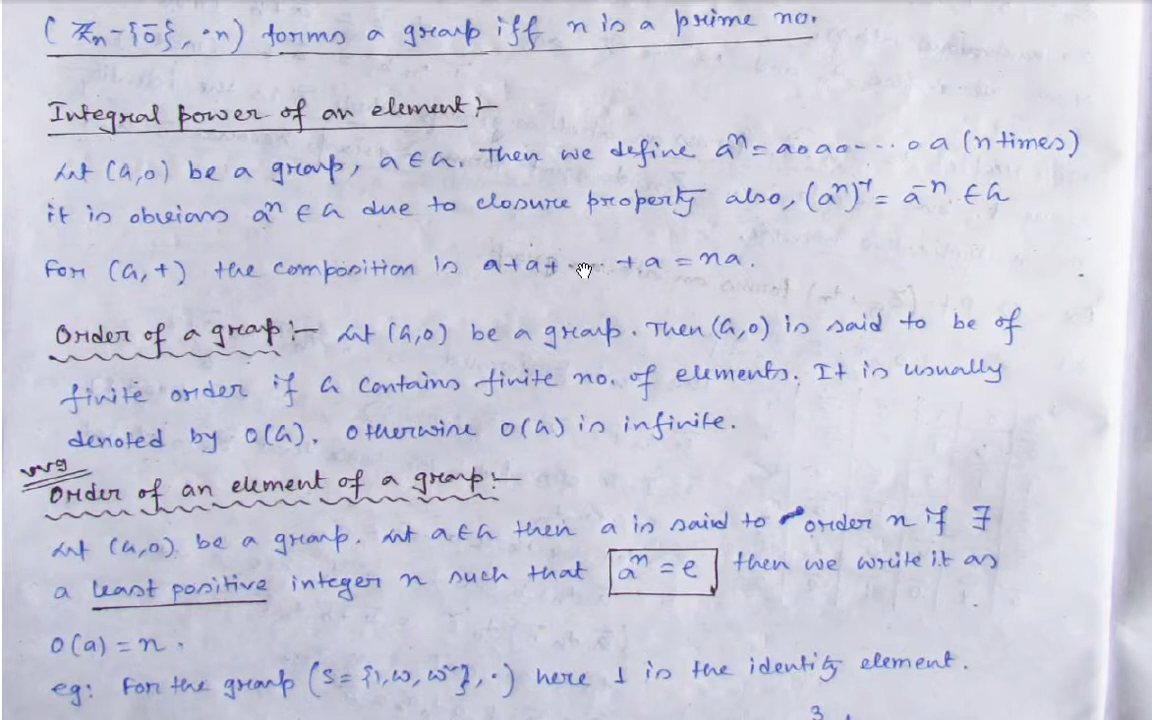 (ℤn-{0̄}, ·n) forms a group iff n is a prime no.
Integral power of an element:-
Let (G,o) be a group, a ∈ G. Then we define aⁿ = aoao--...o a (n times)
it is obvious aⁿ ∈ G due to closure property also, (aⁿ)⁻¹ = a⁻ⁿ ∈ G
For (G,+) the composition is a+a+ ... +a = na.
Order of a group:- Let (G,o) be a group. Then (G,o) is said to be of
finite order if G contains finite no. of elements. It is usually
denoted by O(G). Otherwise O(G) is infinite.
Order of an element of a group:-
Let (G,o) be a group. Let a∈G then a is said to order n if ∃
a least positive integer n such that aⁿ = e then we write it as
O(a) = n.
eg: For the group (S = {1, ω, ω²}, ·) here 1 is the identity element.
3